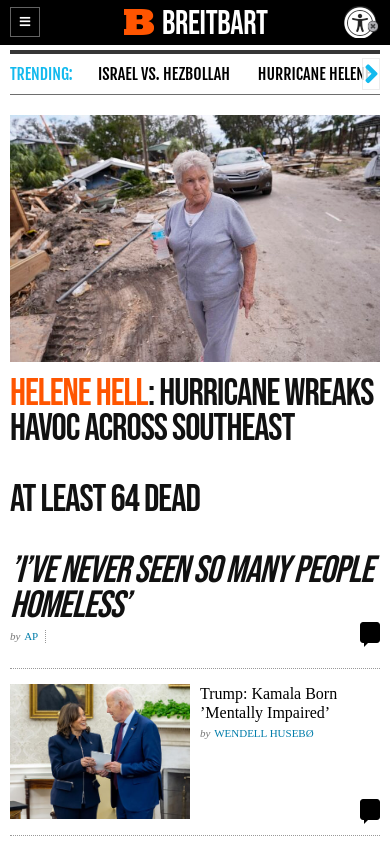 BREITBART
TRENDING:
ISRAEL VS. HEZBOLLAH
HURRICANE HELEN
HELENE HELL: HURRICANE WREAKS
HAVOC ACROSS SOUTHEAST
AT LEAST 64 DEAD
’I’VE NEVER SEEN SO MANY PEOPLE
HOMELESS’
by AP
Trump: Kamala Born
’Mentally Impaired’
by WENDELL HUSEBØ